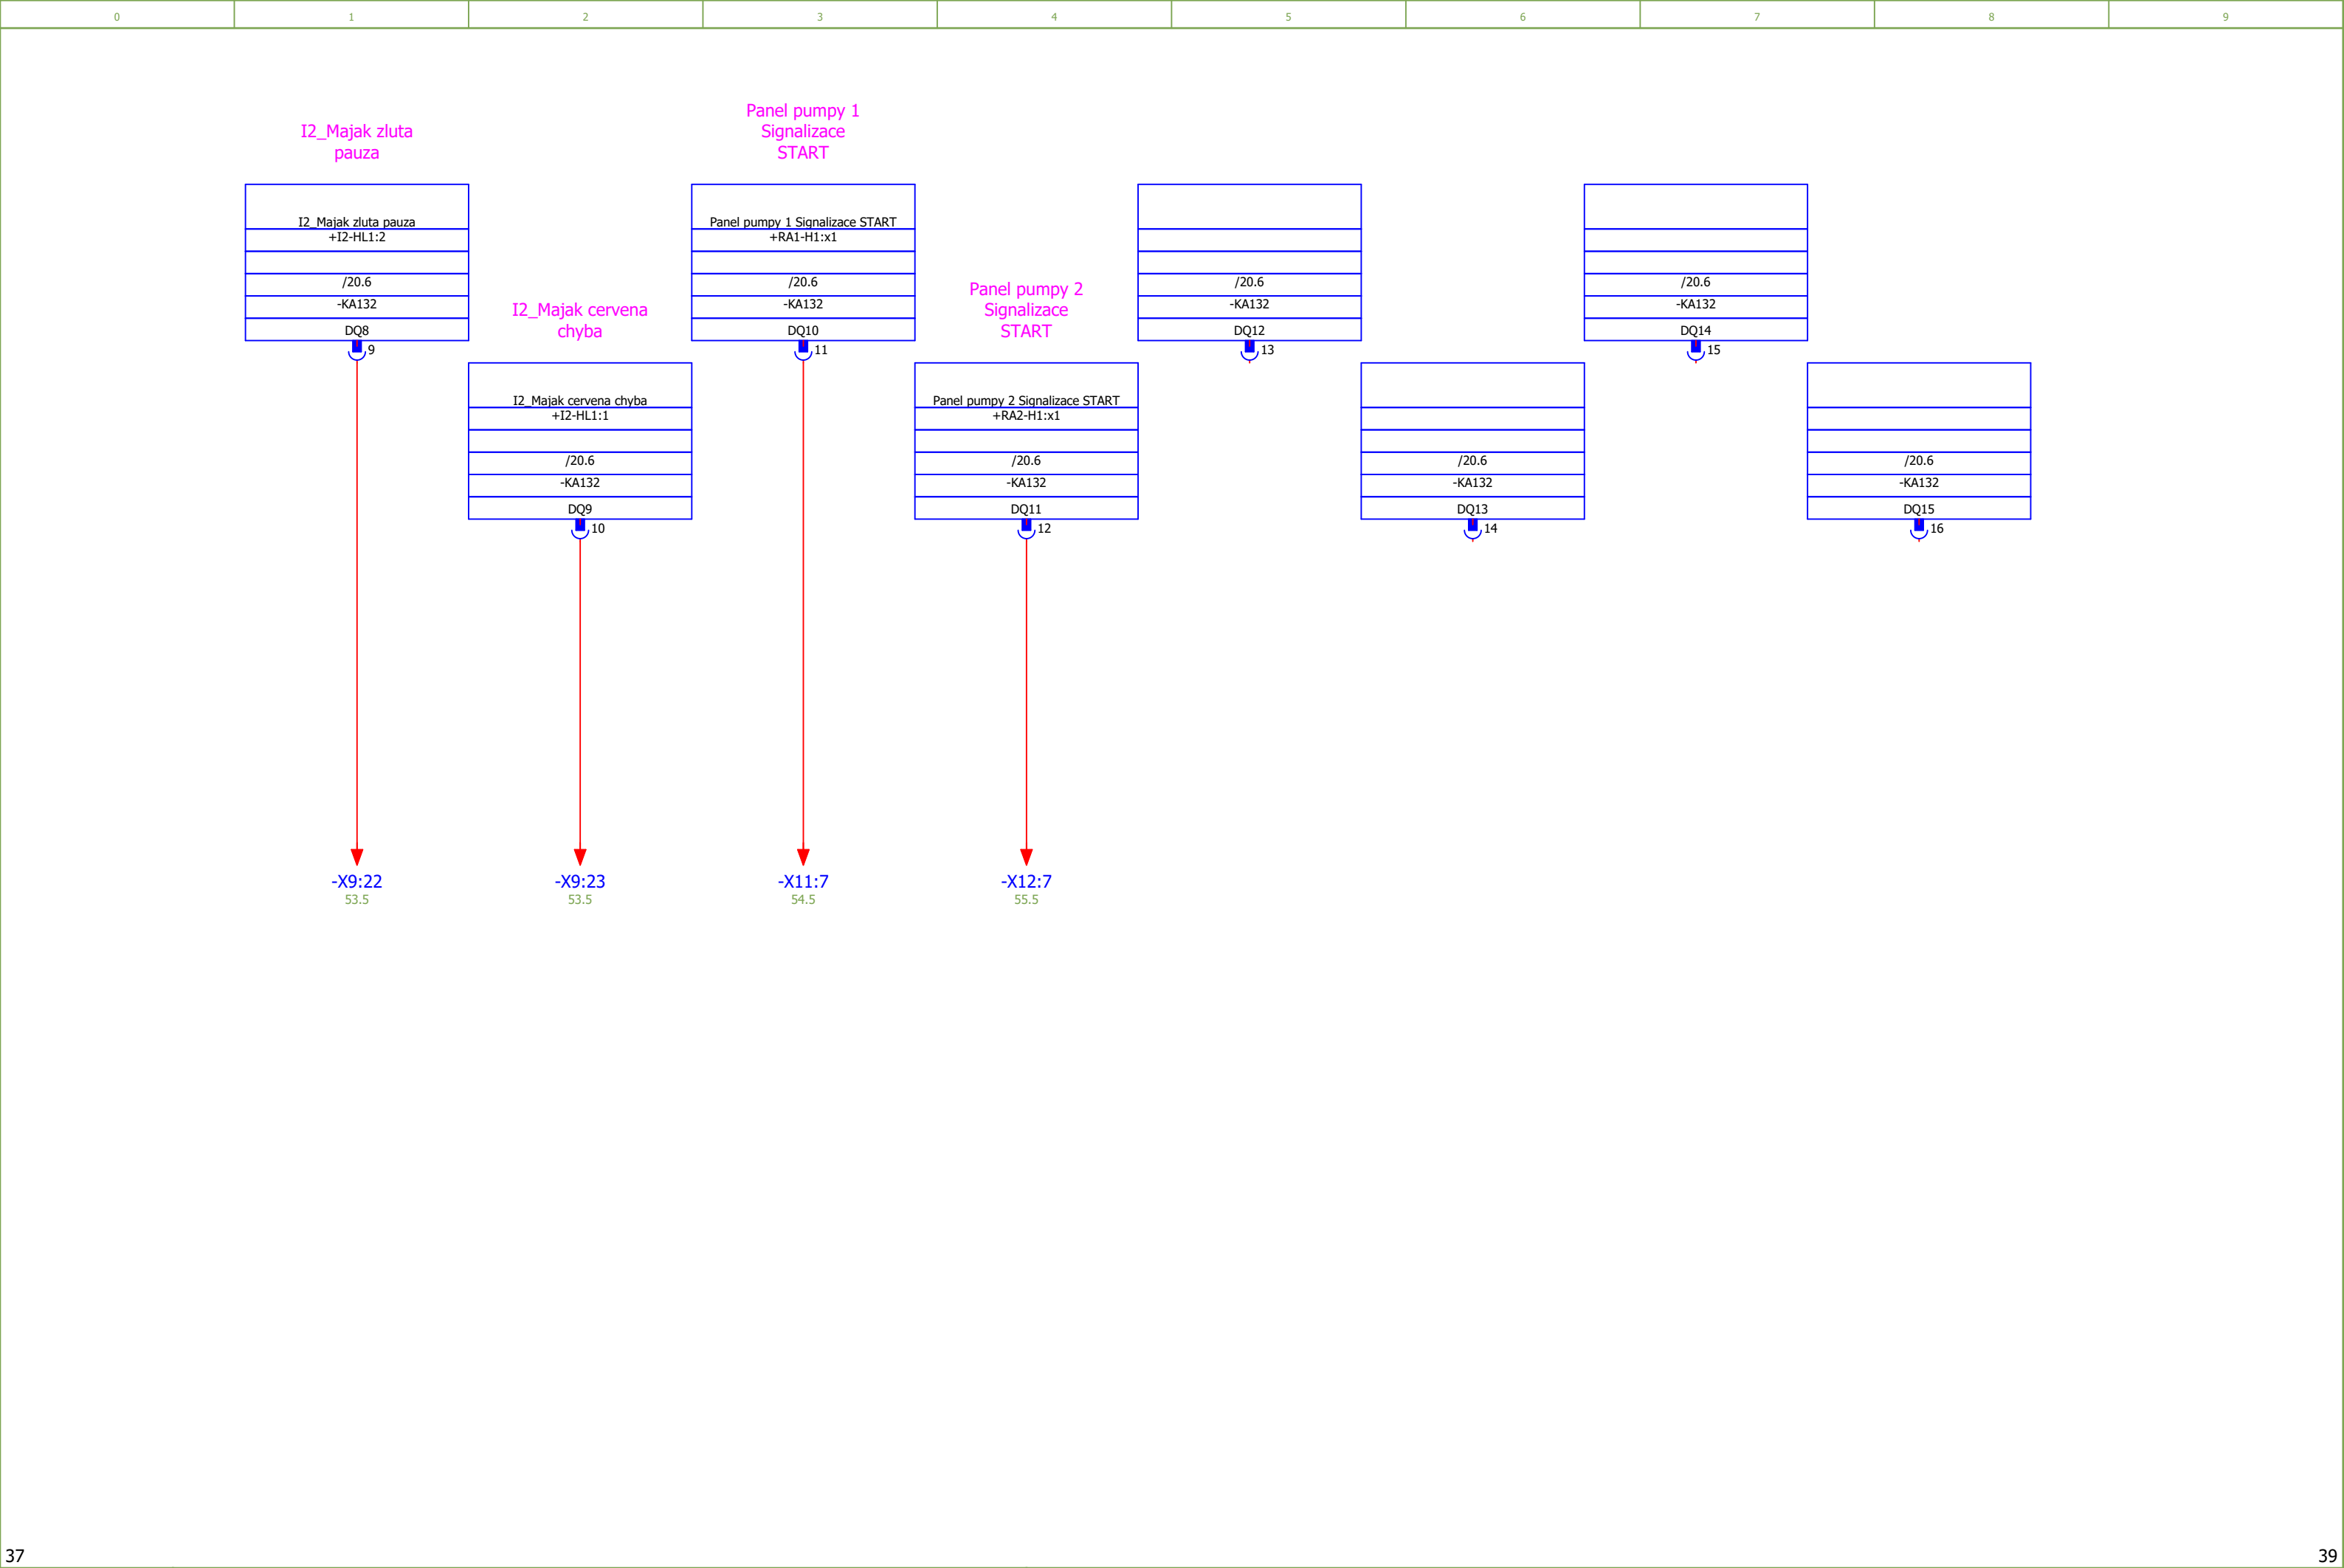 0 1 2 3 4 5 6 7 8 9
Panel pumpy 1
I2_Majak zluta
Signalizace
pauza
START
I2_Majak zluta pauza
+I2-HL1:2
/20.6
-KA132
DQ8
9
Panel pumpy 1 Signalizace START
+RA1-H1:x1
/20.6
-KA132
DQ10
11
/20.6
-KA132
DQ12
13
/20.6
-KA132
DQ14
15
I2_Majak cervena
chyba
Panel pumpy 2
Signalizace
START
I2_Majak cervena chyba
+I2-HL1:1
/20.6
-KA132
DQ9
10
Panel pumpy 2 Signalizace START
+RA2-H1:x1
/20.6
-KA132
DQ11
12
/20.6
-KA132
DQ13
14
/20.6
-KA132
DQ15
16
-X9:22
53.5
-X9:23
53.5
-X11:7
54.5
-X12:7
55.5
37
39